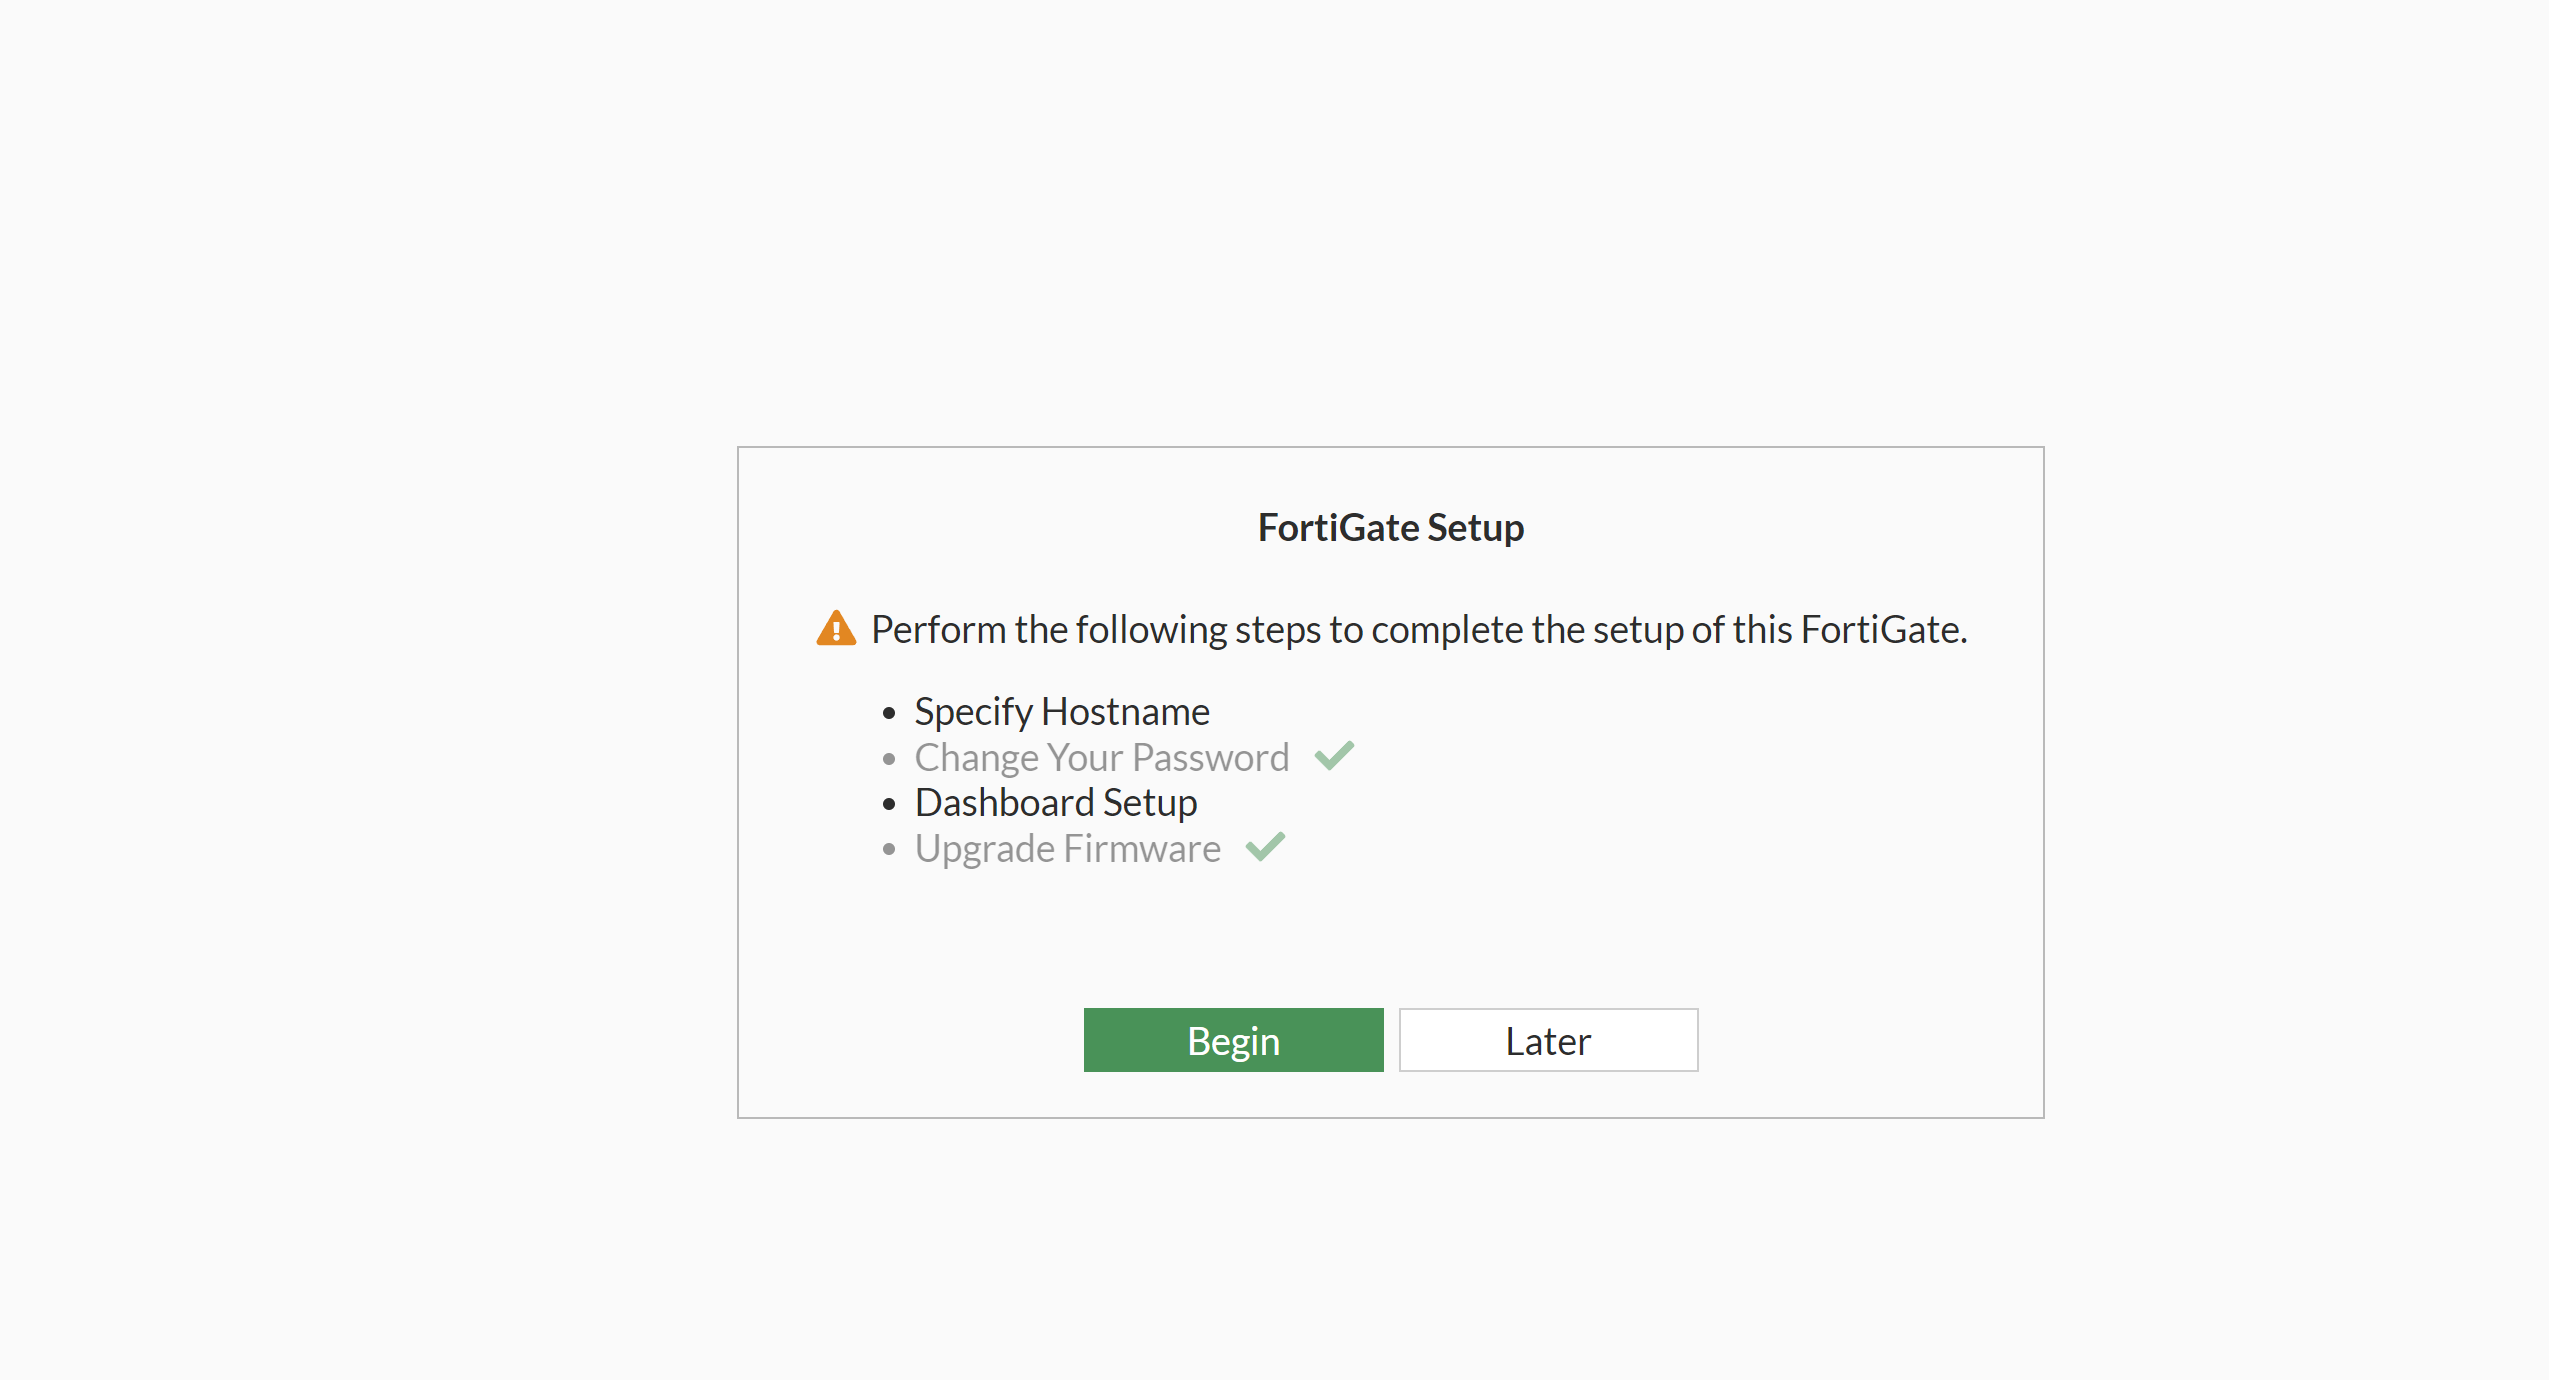 FortiGate Setup
Perform the following steps to complete the setup of this FortiGate.
Specify Hostname
Change Your Password
Dashboard Setup
Upgrade Firmware
Begin
Later